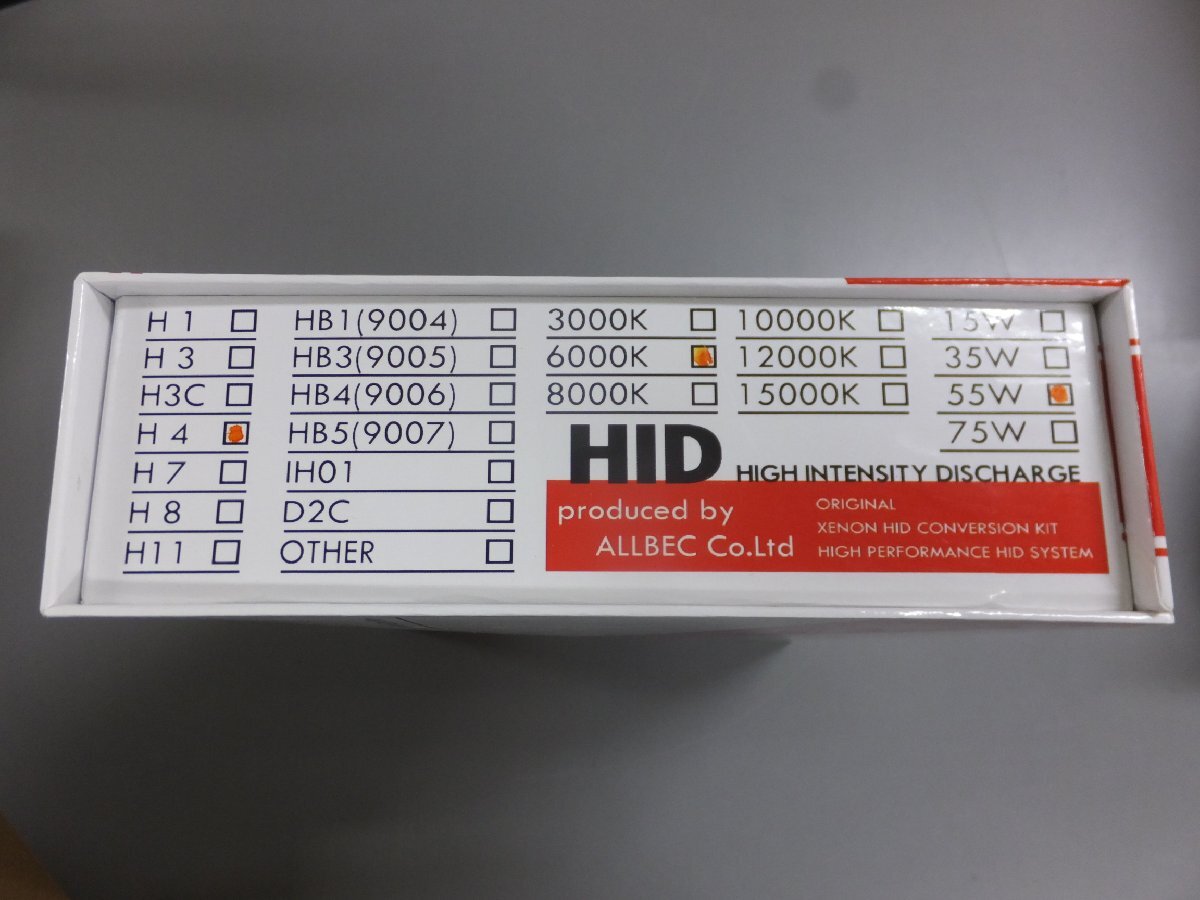 H 1 HB1(9004) 3000K 10000K 15W
H 3 HB3(9005) 6000K 12000K 35W
H3C HB4(9006) 8000K 15000K 55W
H 4 HB5(9007) 75W
H 7 IH01
H 8 D2C
H11 OTHER
HID HIGH INTENSITY DISCHARGE
produced by
ALLBEC Co.Ltd
ORIGINAL
XENON HID CONVERSION KIT
HIGH PERFORMANCE HID SYSTEM